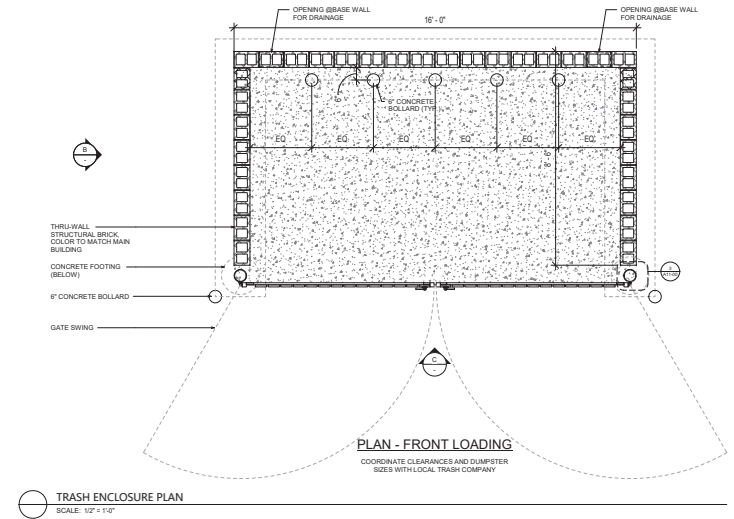 OPENING @BASE WALL
FOR DRAINAGE
OPENING @BASE WALL
FOR DRAINAGE
16' - 0"
6" CONCRETE
BOLLARD (TYP.)
EQ EQ EQ EQ EQ EQ
B
-
THRU-WALL
STRUCTURAL BRICK,
COLOR TO MATCH MAIN
BUILDING
CONCRETE FOOTING
(BELOW)
A11-00
6" CONCRETE BOLLARD
GATE SWING
C
-
PLAN - FRONT LOADING
COORDINATE CLEARANCES AND DUMPSTER
SIZES WITH LOCAL TRASH COMPANY
TRASH ENCLOSURE PLAN
SCALE: 1/2" = 1'-0"